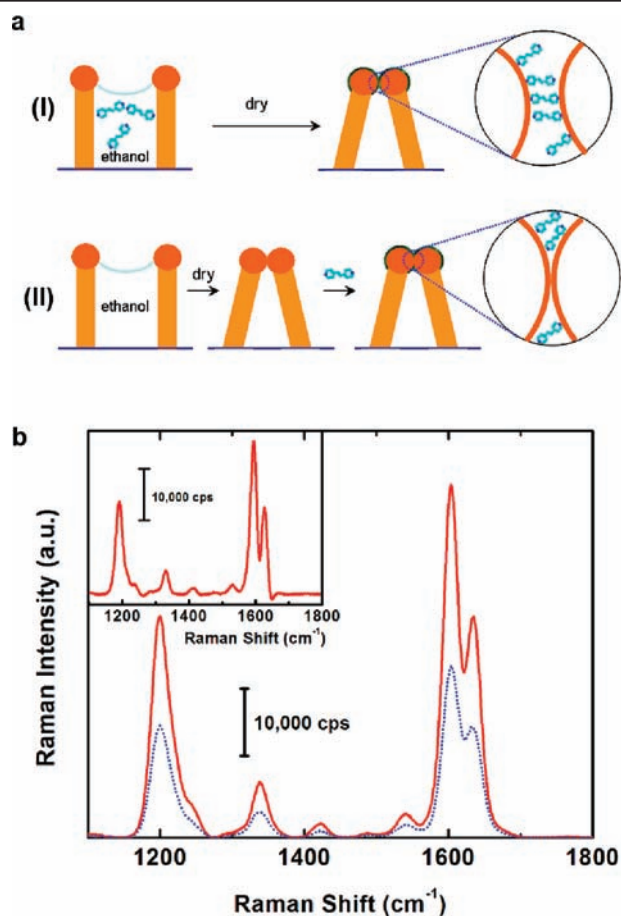 a
(I)
ethanol
dry
(II)
ethanol
dry
b
10,000 cps
1200 1400 1600 1800
Raman Shift (cm-1)
10,000 cps
Raman Intensity (a.u.)
1200 1400 1600 1800
Raman Shift (cm-1)